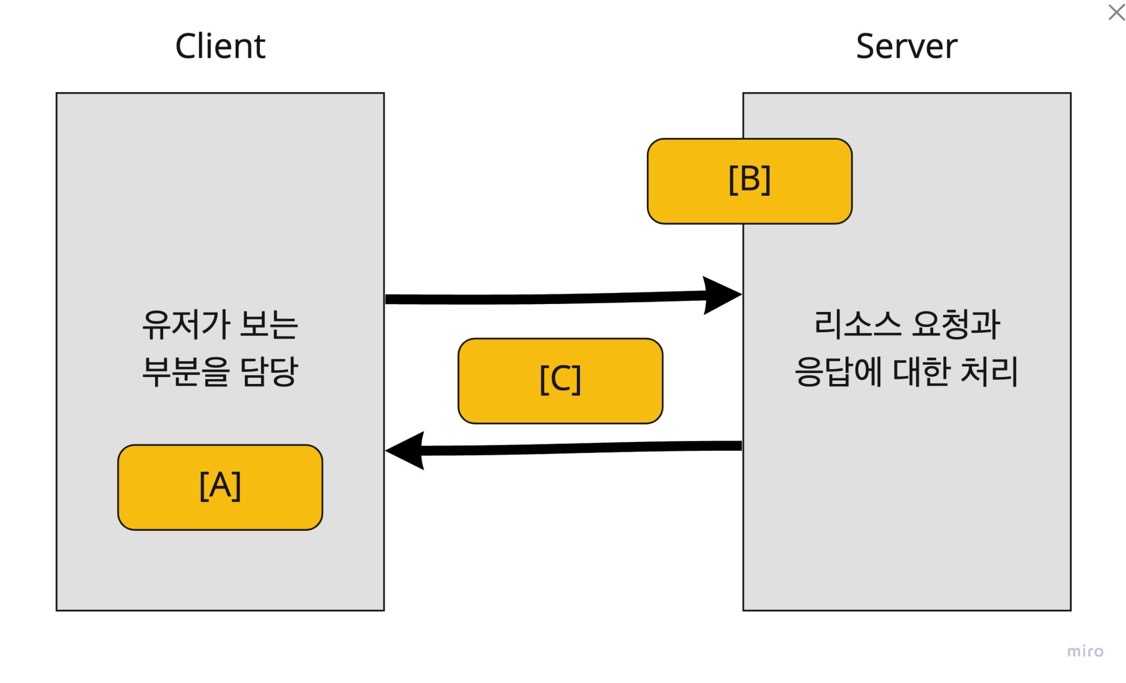 Client
Server
[B]
유저가 보는
부분을 담당
리소스 요청과
응답에 대한 처리
[C]
[A]
miro